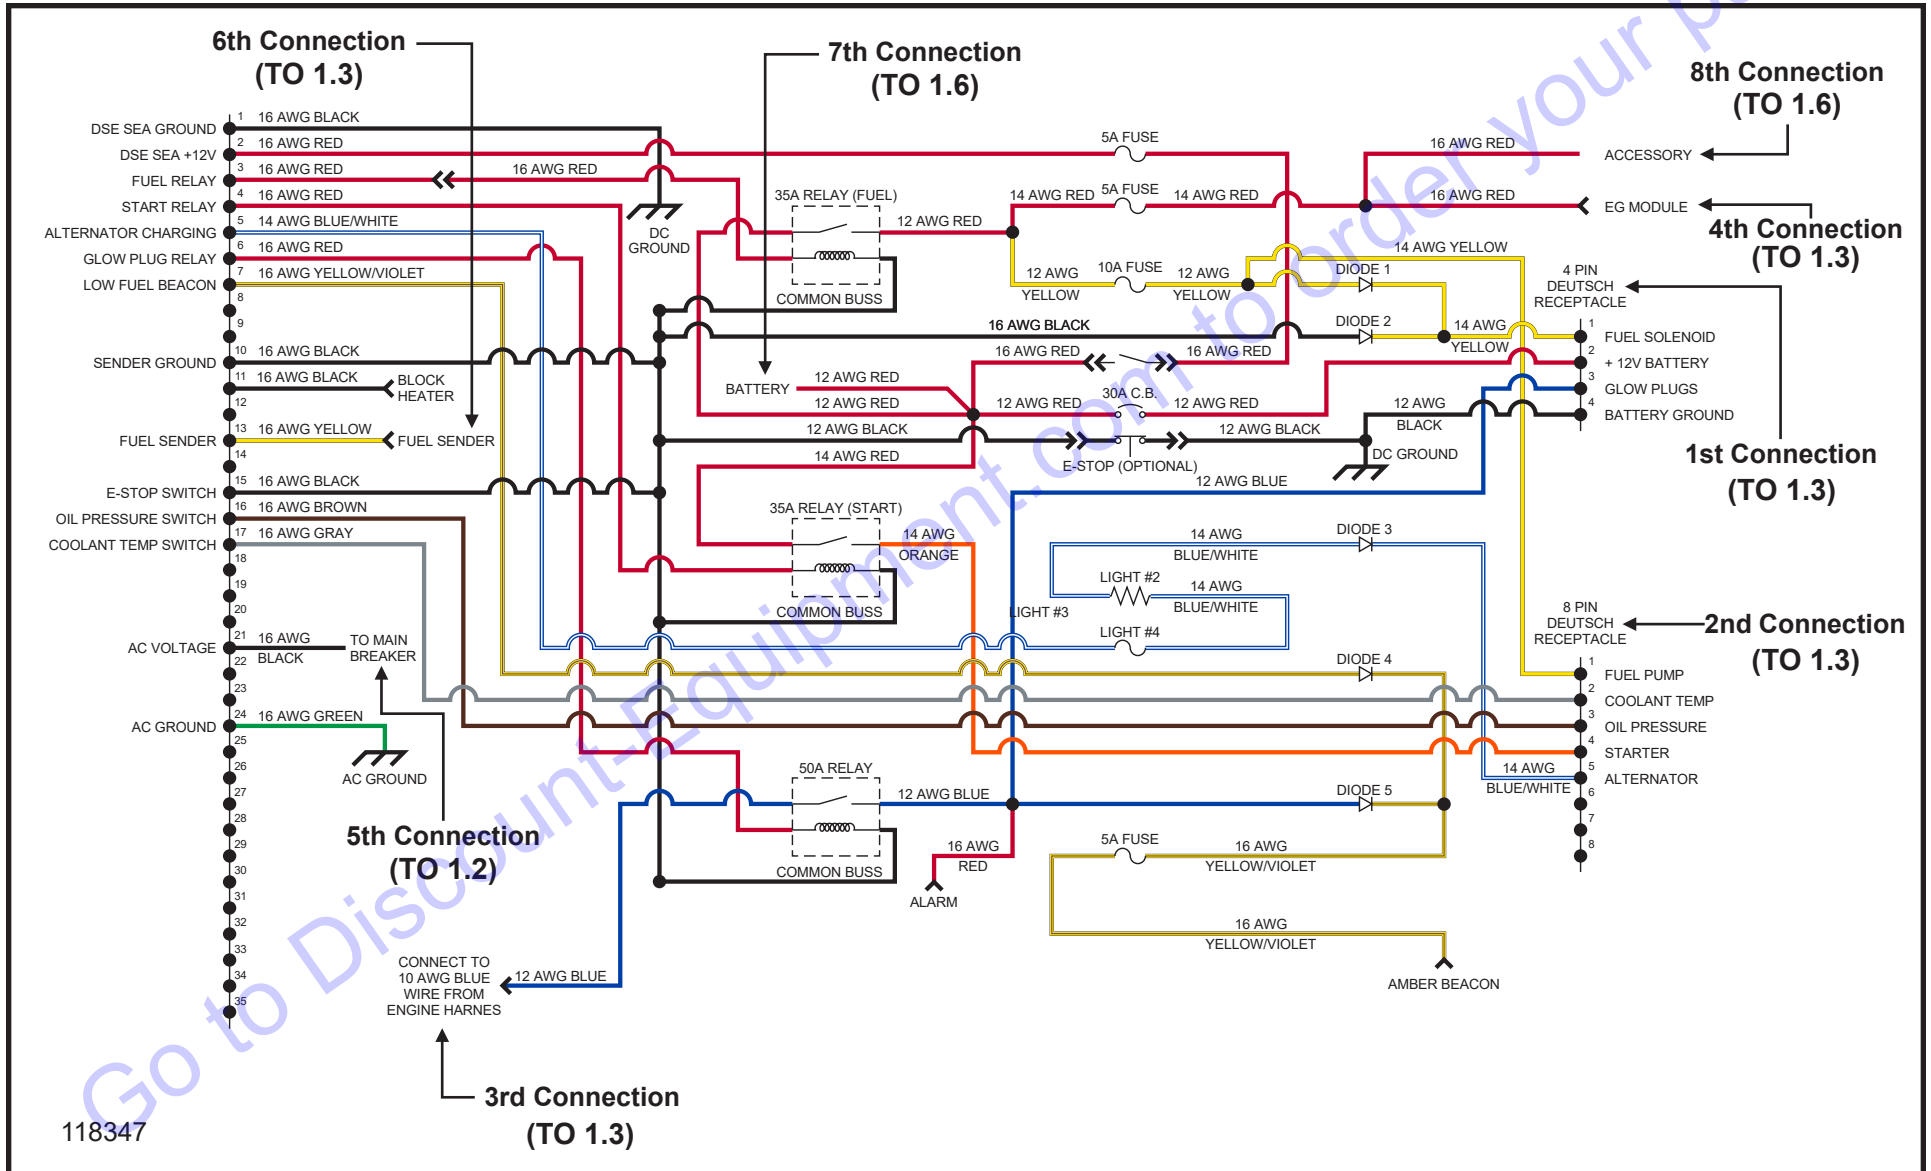 6th Connection
(TO 1.3)
7th Connection
(TO 1.6)
8th Connection
(TO 1.6)
DSE SEA GROUND
1
16 AWG BLACK
DSE SEA +12V
2
16 AWG RED
5A FUSE
16 AWG RED
ACCESSORY
FUEL RELAY
3
16 AWG RED
16 AWG RED
START RELAY
4
16 AWG RED
35A RELAY (FUEL)
14 AWG RED
5A FUSE
14 AWG RED
16 AWG RED
EG MODULE
4th Connection
(TO 1.3)
ALTERNATOR CHARGING
5
14 AWG BLUE/WHITE
DC
GROUND
12 AWG RED
GLOW PLUG RELAY
6
16 AWG RED
14 AWG YELLOW
LOW FUEL BEACON
7
16 AWG YELLOW/VIOLET
COMMON BUSS
12 AWG
YELLOW
10A FUSE
12 AWG
YELLOW
DIODE 1
4 PIN
DEUTSCH
RECEPTACLE
8
9
16 AWG BLACK
DIODE 2
14 AWG
YELLOW
1
FUEL SOLENOID
SENDER GROUND
10
16 AWG BLACK
16 AWG RED
16 AWG RED
2
+ 12V BATTERY
11
16 AWG BLACK
BLOCK
HEATER
BATTERY
12 AWG RED
3
GLOW PLUGS
12
12 AWG RED
12 AWG RED
30A C.B.
12 AWG RED
12 AWG
BLACK
4
BATTERY GROUND
FUEL SENDER
13
16 AWG YELLOW
FUEL SENDER
12 AWG BLACK
12 AWG BLACK
14
14 AWG RED
E-STOP (OPTIONAL)
DC GROUND
1st Connection
(TO 1.3)
E-STOP SWITCH
15
16 AWG BLACK
12 AWG BLUE
OIL PRESSURE SWITCH
16
16 AWG BROWN
35A RELAY (START)
COOLANT TEMP SWITCH
17
16 AWG GRAY
14 AWG
ORANGE
14 AWG
BLUE/WHITE
DIODE 3
18
19
LIGHT #2
14 AWG
BLUE/WHITE
20
COMMON BUSS
LIGHT #3
8 PIN
DEUTSCH
RECEPTACLE
2nd Connection
(TO 1.3)
AC VOLTAGE
21
16 AWG
BLACK
TO MAIN
BREAKER
LIGHT #4
22
DIODE 4
1
FUEL PUMP
23
2
COOLANT TEMP
AC GROUND
24
16 AWG GREEN
3
OIL PRESSURE
25
4
STARTER
26
AC GROUND
50A RELAY
14 AWG
BLUE/WHITE
5
ALTERNATOR
27
12 AWG BLUE
DIODE 5
6
28
5th Connection
(TO 1.2)
7
29
16 AWG
RED
5A FUSE
16 AWG
YELLOW/VIOLET
8
30
COMMON BUSS
31
ALARM
32
16 AWG
YELLOW/VIOLET
33
CONNECT TO
10 AWG BLUE
WIRE FROM
ENGINE HARNES
12 AWG BLUE
34
AMBER BEACON
35
3rd Connection
(TO 1.3)
118347
Go to Discount-Equipment.com to order your p